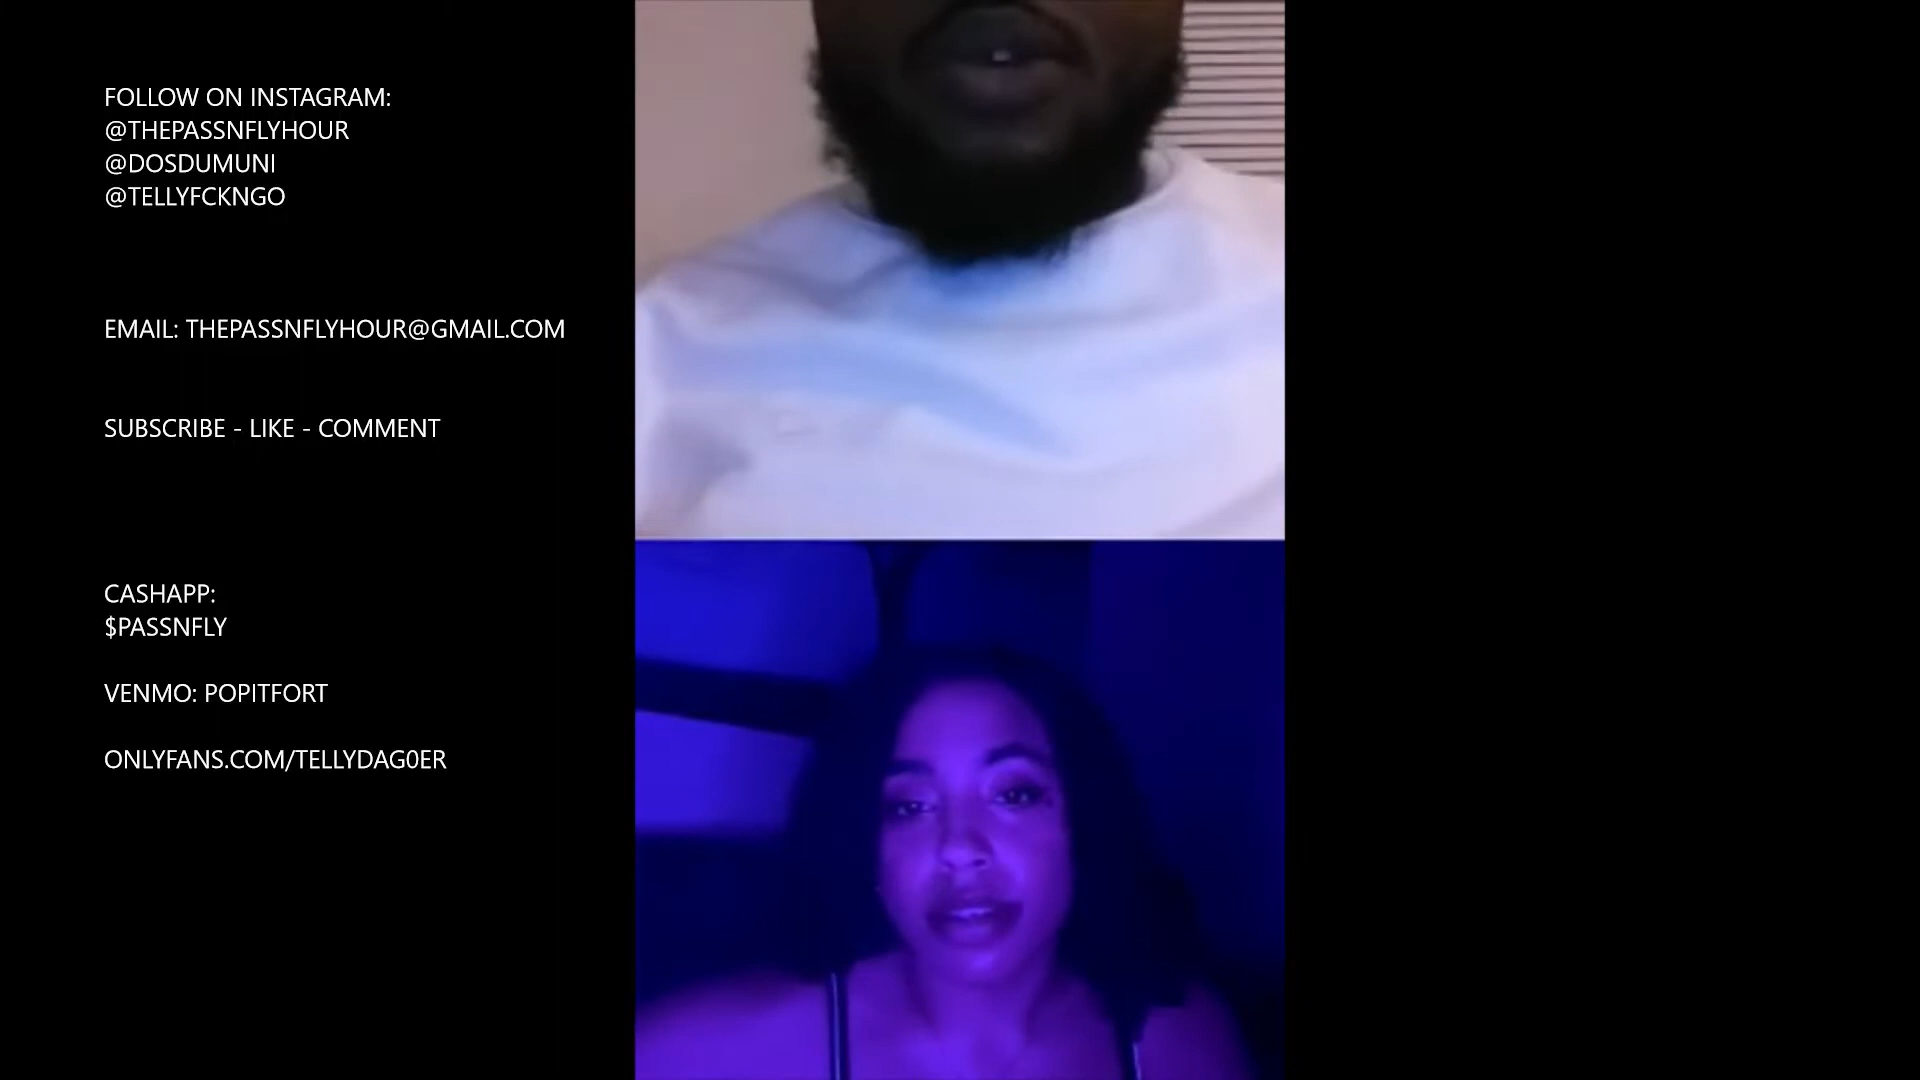 FOLLOW ON INSTAGRAM:
@THEPASSNFLYHOUR
@DOSDUMUNI
@TELLYFCKNGO
EMAIL: THEPASSNFLYHOUR@GMAIL.COM
SUBSCRIBE - LIKE - COMMENT
CASHAPP:
$PASSNFLY
VENMO: POPITFORT
ONLYFANS.COM/TELLYDAG0ER